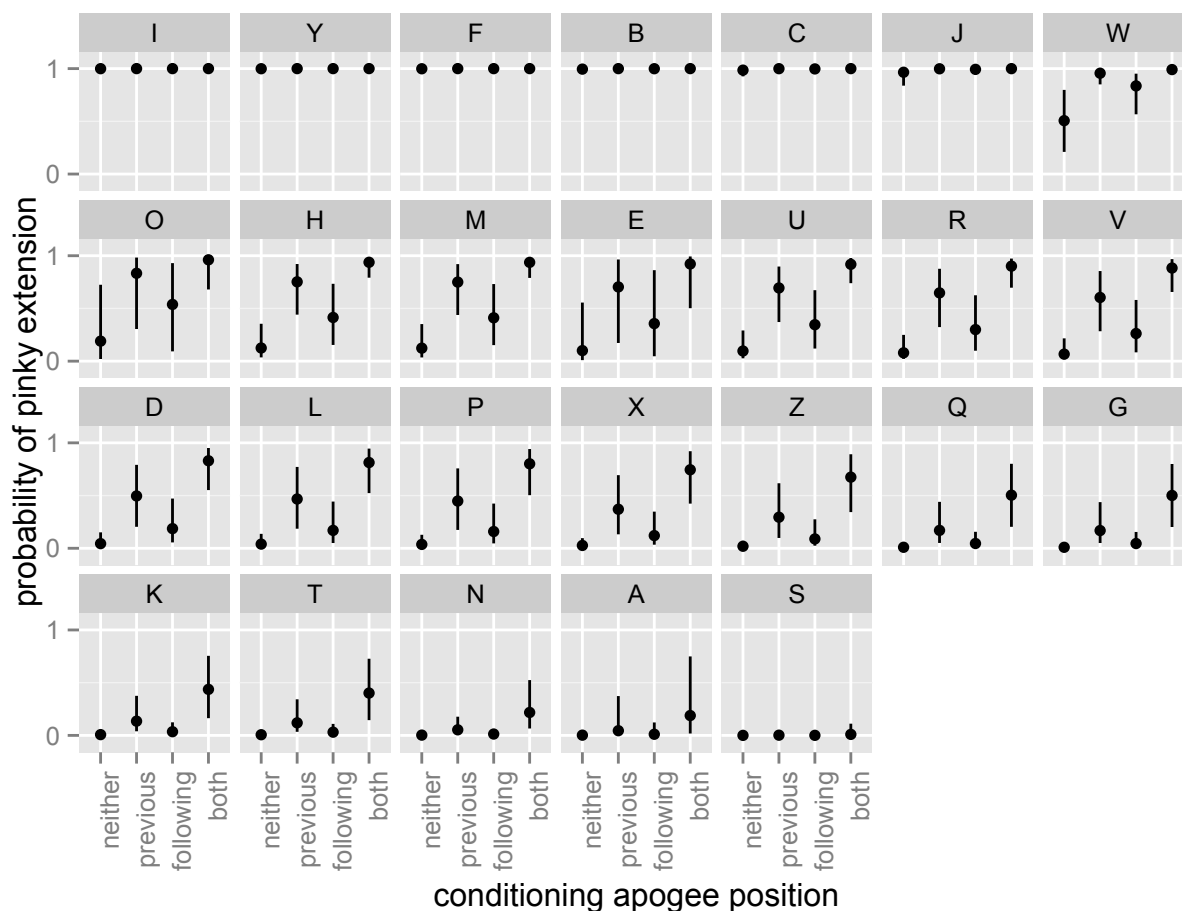 I Y F B C J W
1
0
O H M E U R V
1
0
D L P X Z Q G
1
0
K T N A S
1
0
neither previous following both neither previous following both neither previous following both neither previous following both neither previous following both
probability of pinky extension
conditioning apogee position